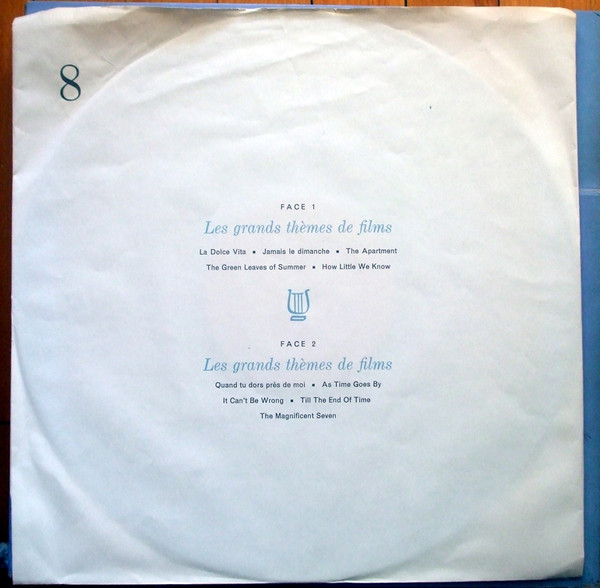 8
FACE 1
Les grands thèmes de films
La Dolce Vita ▪ Jamais le dimanche ▪ The Apartment
The Green Leaves of Summer ▪ How Little We Know
FACE 2
Les grands thèmes de films
Quand tu dors près de moi ▪ As Time Goes By
It Can't Be Wrong ▪ Till The End Of Time
The Magnificent Seven